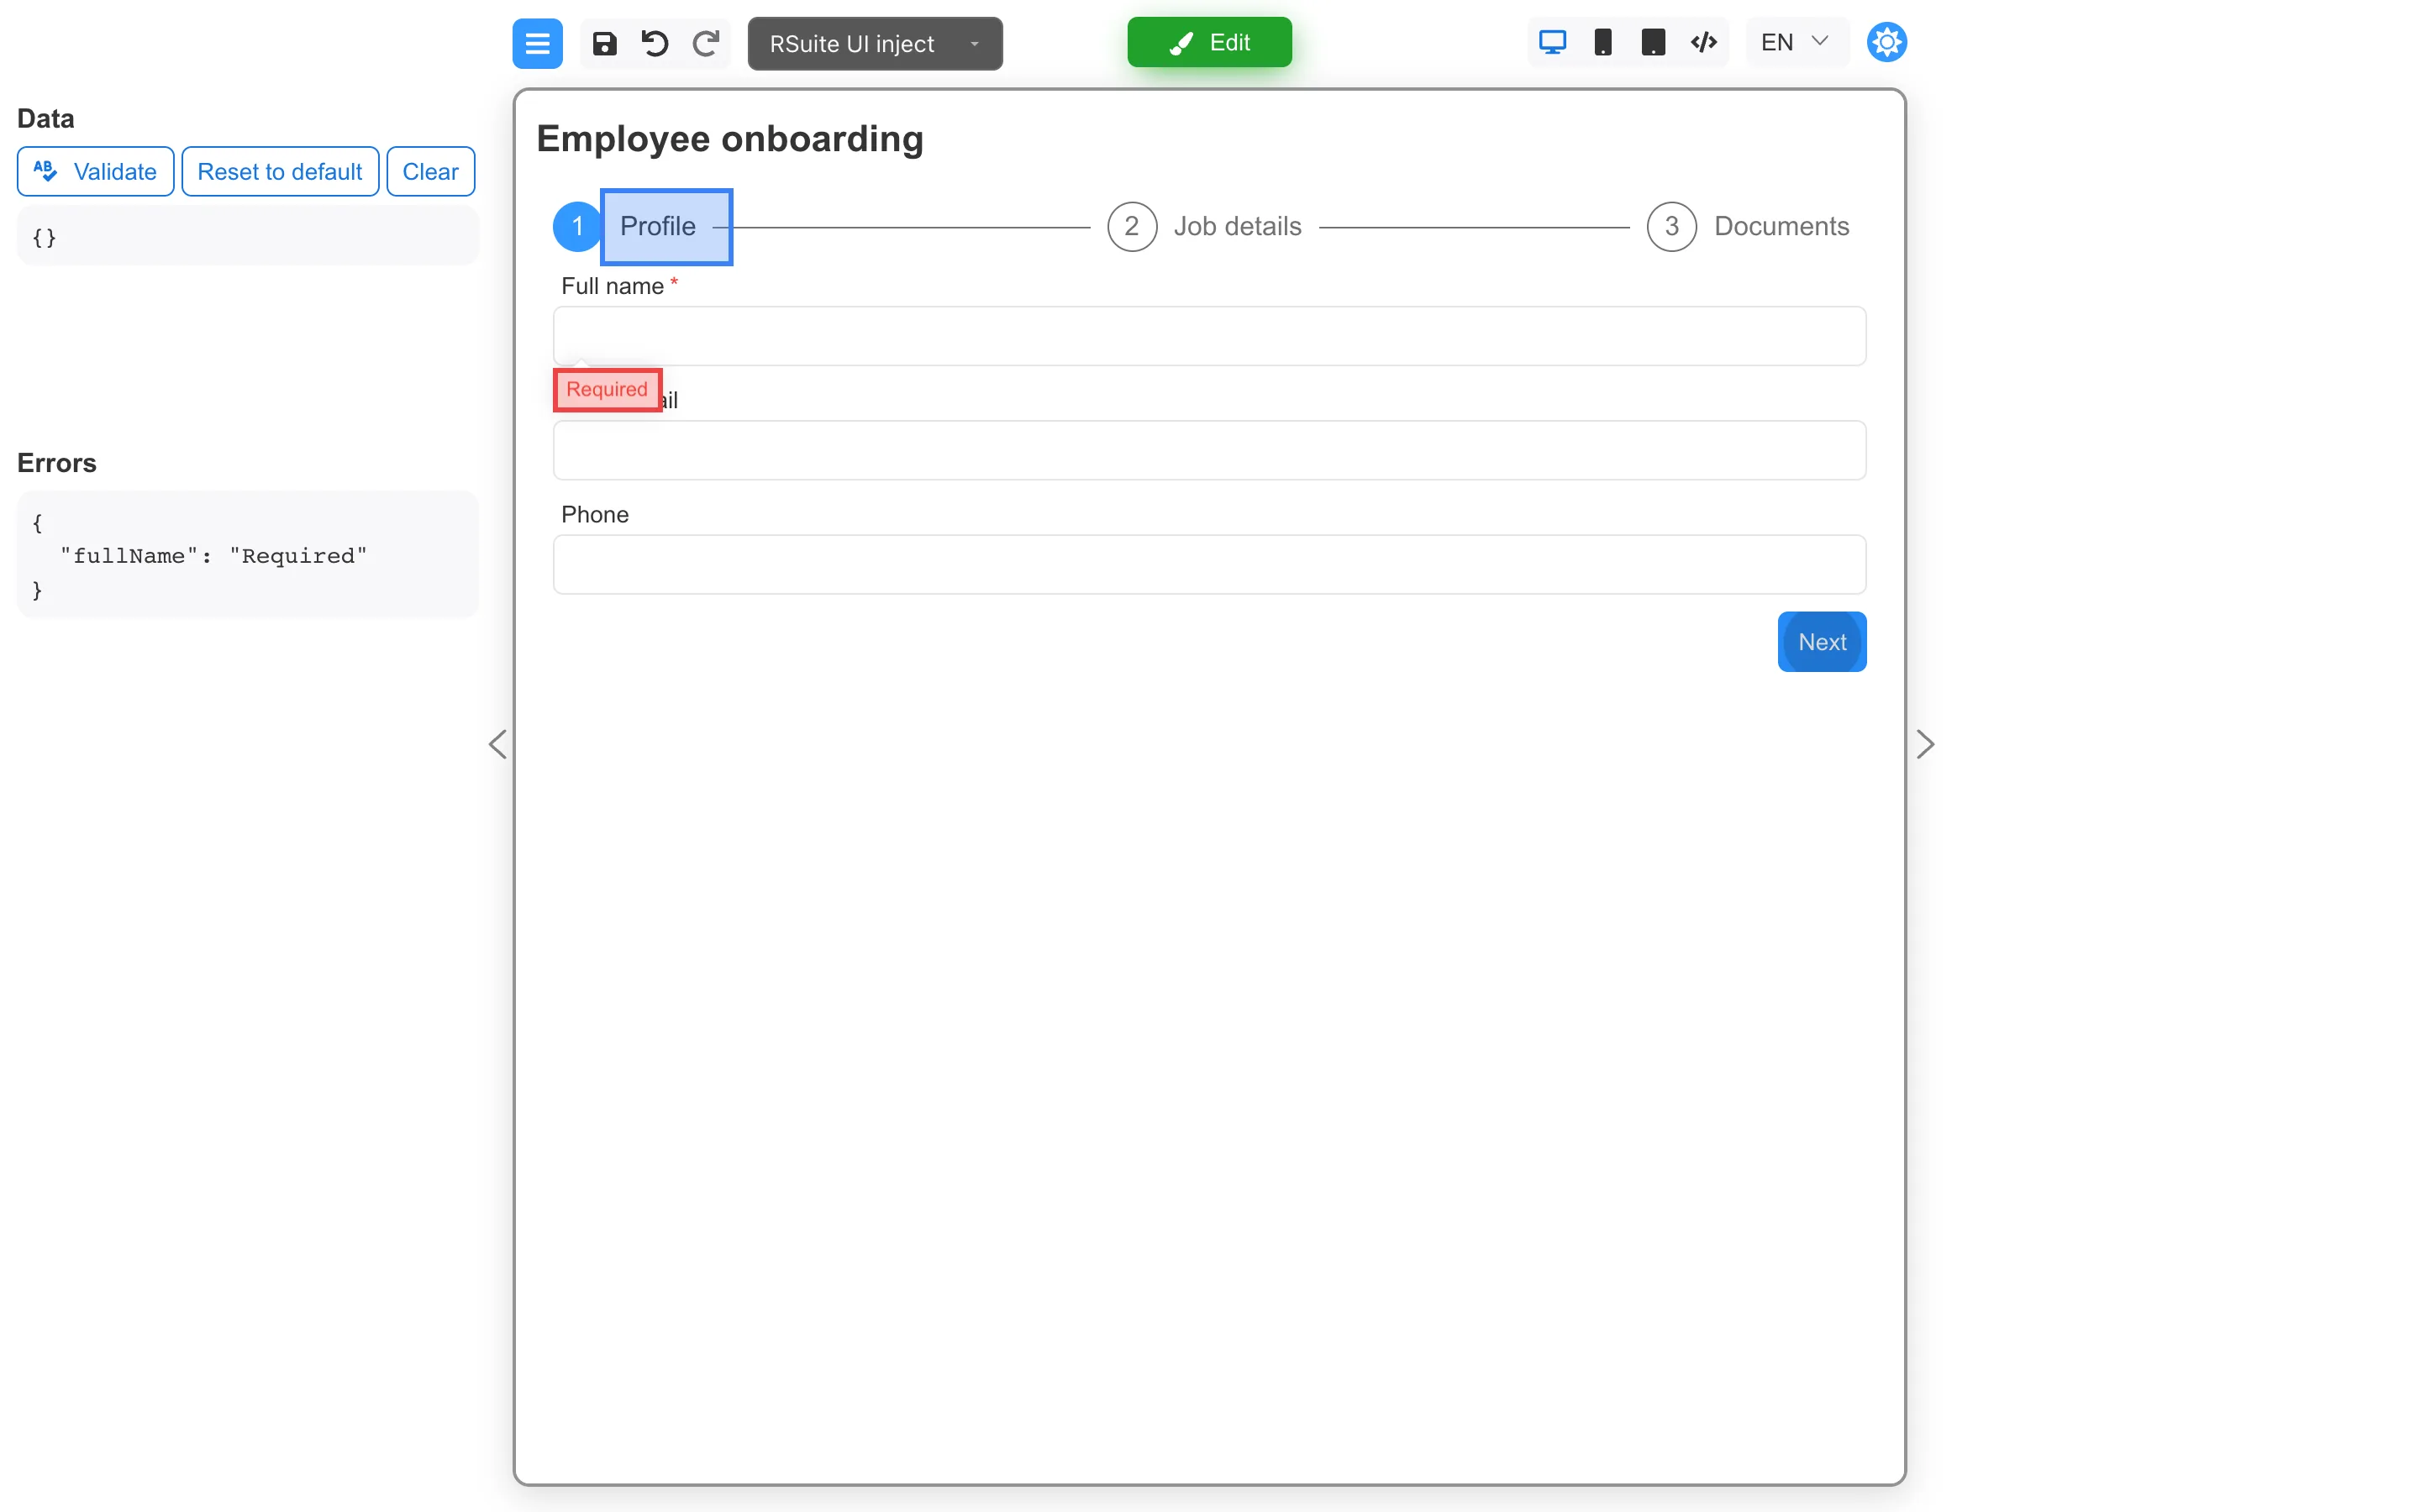 RSuite UI inject
Edit
EN
Data
AB Validate
Reset to default
Clear
{}
Errors
{
"fullName": "Required"
}
Employee onboarding
1 Profile
2 Job details
3 Documents
Full name *
Required
ail
Phone
Next